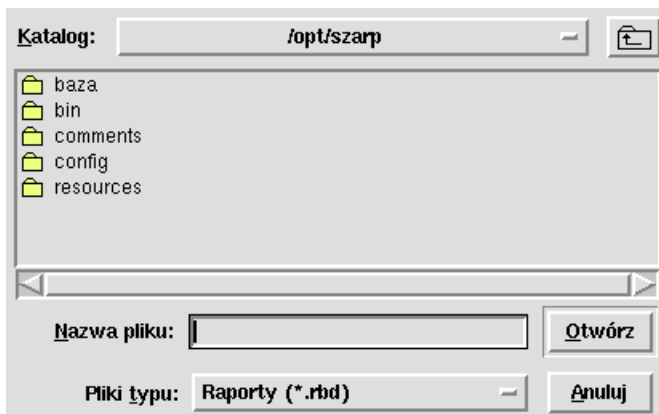 Katalog: /opt/szarp
baza
bin
comments
config
resources
Nazwa pliku: Otwórz
Pliki typu: Raporty (*.rbd) Anuluj